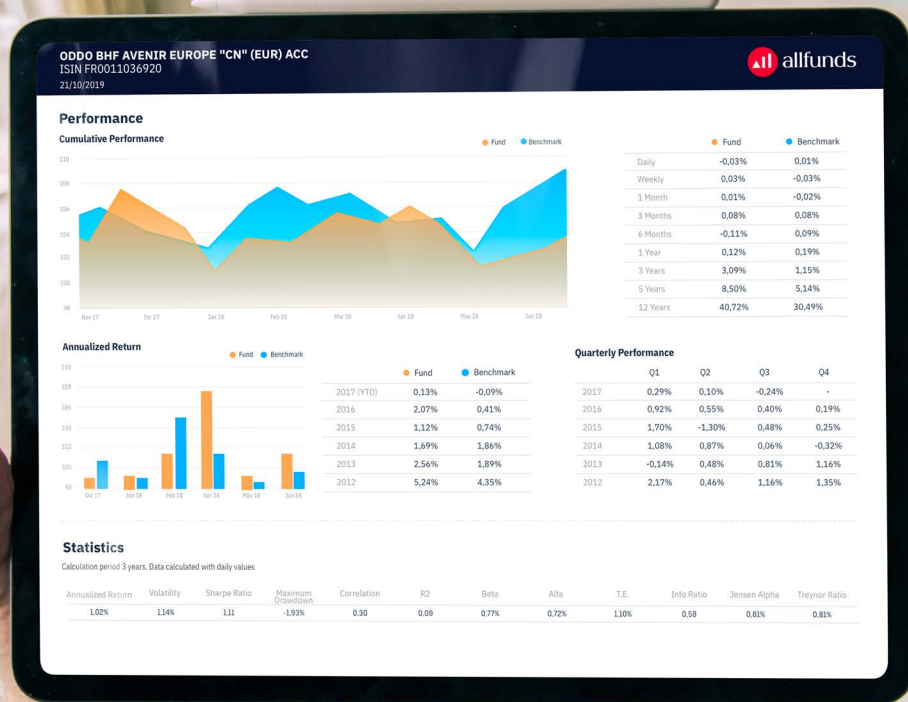 ODDO BHF AVENIR EUROPE "CN" (EUR) ACC
ISIN FR0011036920
21/10/2019
allfunds
Performance
Cumulative Performance
Fund Benchmark
110
108
106
104
102
100
98
Nov 17 Dic 17 Jan 18 Feb 18 Mar 18 Apr 18 May 18 Jun 18
Fund Benchmark
Daily -0,03% 0,01%
Weekly 0,03% -0,03%
1 Month 0,01% -0,02%
3 Months 0,08% 0,08%
6 Months -0,11% 0,09%
1 Year 0,12% 0,19%
3 Years 3,09% 1,15%
5 Years 8,50% 5,14%
12 Years 40,72% 30,49%
Annualized Return
Fund Benchmark
110
108
106
104
102
100
98
Dic 17 Jan 18 Feb 18 Apr 18 May 18 Jun 18
Fund Benchmark
2017 (YTD) 0,13% -0,09%
2016 2,07% 0,41%
2015 1,12% 0,74%
2014 1,69% 1,86%
2013 2,56% 1,89%
2012 5,24% 4,35%
Quarterly Performance
Q1 Q2 Q3 Q4
2017 0,29% 0,10% -0,24% -
2016 0,92% 0,55% 0,40% 0,19%
2015 1,70% -1,30% 0,48% 0,25%
2014 1,08% 0,87% 0,06% -0,32%
2013 -0,14% 0,48% 0,81% 1,16%
2012 2,17% 0,46% 1,16% 1,35%
Statistics
Calculation period 3 years. Data calculated with daily values
Annualized Return Volatility Sharpe Ratio Maximum Drawdown Correlation R2 Beta Alfa T.E. Info Ratio Jensen Alpha Treynor Ratio
1.02% 1,14% 1,11 -1,93% 0,30 0,09 0,77% 0,72% 1,10% 0,58 0,81% 0,81%